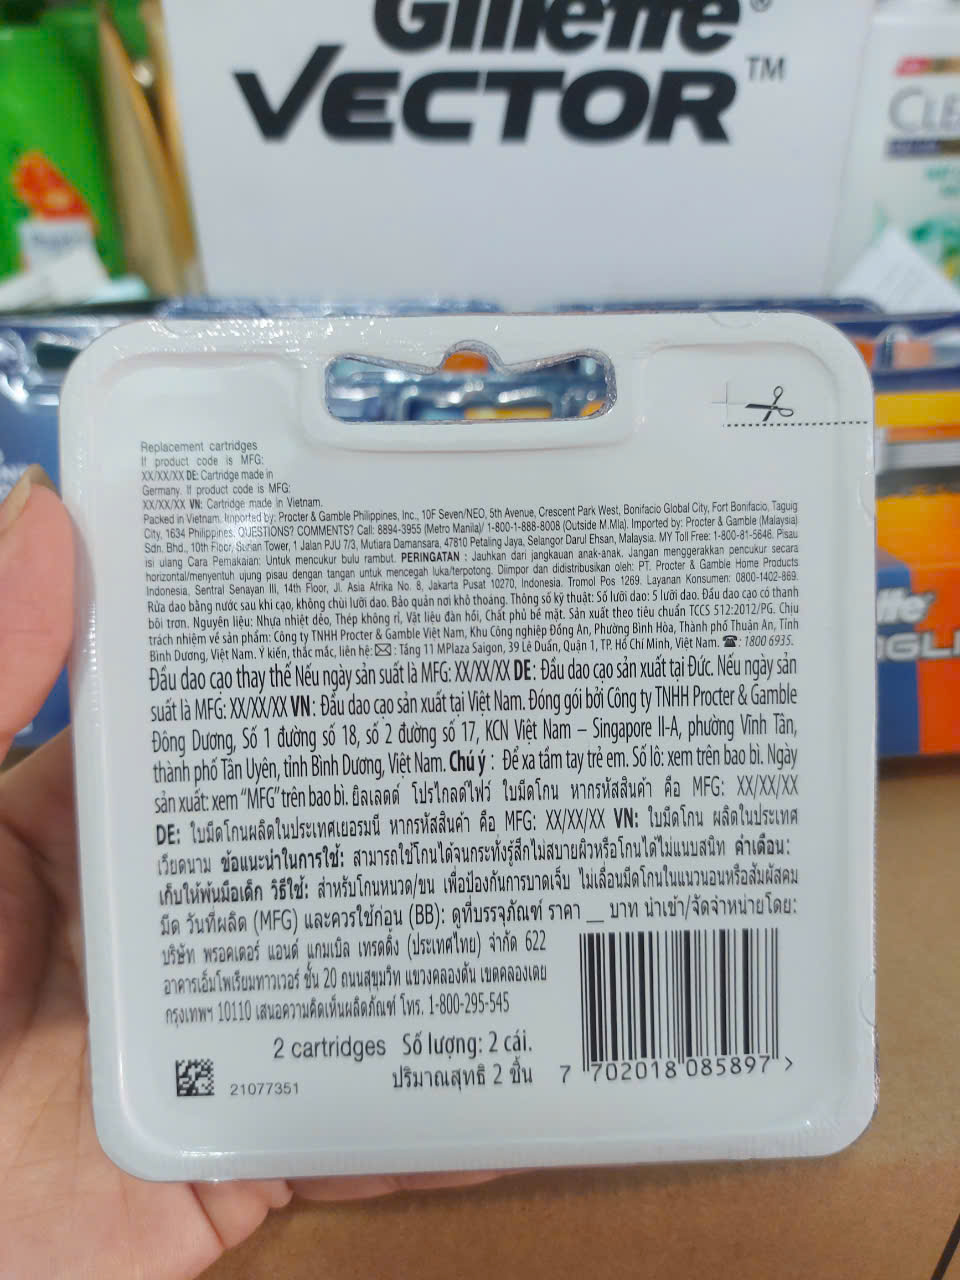 Gillette®
VECTOR™
CLE
Replacement cartridges
If product code is MFG:
XX/XX/XX DE: Cartridge made in
Germany. If product code is MFG:
XX/XX/XX VN: Cartridge made in Vietnam.
Packed in Vietnam. Imported by: Procter & Gamble Philippines, Inc., 10F Seven/NEO, 5th Avenue, Crescent Park West, Bonifacio Global City, Fort Bonifacio, Taguig
City, 1634 Philippines. QUESTIONS? COMMENTS? Call: 8894-3955 (Metro Manila)/ 1-800-1-888-8008 (Outside M.Mla). Imported by: Procter & Gamble (Malaysia)
Sdn. Bhd., 10th Floor, Surian Tower, 1 Jalan PJU 7/3, Mutiara Damansara, 47810 Petaling Jaya, Selangor Darul Ehsan, Malaysia. MY Toll Free: 1-800-81-5646. Pisau
isi ulang Cara Pemakaian: Untuk mencukur bulu rambut. PERINGATAN : Jauhkan dari jangkauan anak-anak. Jangan menggerakkan pencukur secara
horizontal/menyentuh ujung pisau dengan tangan untuk mencegah luka/terpotong. Diimpor dan didistribusikan oleh: PT. Procter & Gamble Home Products
Indonesia, Sentral Senayan III, 14th Floor, Jl. Asia Afrika No. 8, Jakarta Pusat 10270, Indonesia. Tromol Pos 1269. Layanan Konsumen: 0800-1402-869.
Rửa dao bằng nước sau khi cạo, không chùi lưỡi dao. Bảo quản nơi khô thoáng. Thông số kỹ thuật: Số lưỡi dao: 5 lưỡi dao. Đầu dao cạo có thanh
bôi trơn. Nguyên liệu: Nhựa nhiệt dẻo, Thép không rỉ, Vật liệu đàn hồi, Chất phủ bề mặt. Sản xuất theo tiêu chuẩn TCCS 512:2012/PG. Chịu
trách nhiệm về sản phẩm: Công ty TNHH Procter & Gamble Việt Nam, Khu Công nghiệp Đồng An, Phường Bình Hòa, Thành phố Thuận An, Tỉnh
Bình Dương, Việt Nam. Ý kiến, thắc mắc, liên hệ: : Tầng 11 MPlaza Saigon, 39 Lê Duẩn, Quận 1, TP. Hồ Chí Minh, Việt Nam. : 1800 6935.
Đầu dao cạo thay thế Nếu ngày sản suất là MFG: XX/XX/XX DE: Đầu dao cạo sản xuất tại Đức. Nếu ngày sản
suất là MFG: XX/XX/XX VN: Đầu dao cạo sản xuất tại Việt Nam. Đóng gói bởi Công ty TNHH Procter & Gamble
Đông Dương, Số 1 đường số 18, số 2 đường số 17, KCN Việt Nam – Singapore II-A, phường Vĩnh Tân,
thành phố Tân Uyên, tỉnh Bình Dương, Việt Nam. Chú ý : Để xa tầm tay trẻ em. Số lô: xem trên bao bì. Ngày
sản xuất: xem "MFG" trên bao bì. ยิลเลตต์ โปรไกลด์ไฟว์ ใบมีดโกน หากรหัสสินค้า คือ MFG: XX/XX/XX
DE: ใบมีดโกนผลิตในประเทศเยอรมนี หากรหัสสินค้า คือ MFG: XX/XX/XX VN: ใบมีดโกน ผลิตในประเทศ
เวียดนาม ข้อแนะนำในการใช้: สามารถใช้โกนได้จนกระทั่งรู้สึกไม่สบายผิวหรือโกนได้ไม่แนบสนิท คำเตือน:
เก็บให้พ้นมือเด็ก วิธีใช้: สำหรับโกนหนวด/ขน เพื่อป้องกันการบาดเจ็บ ไม่เลื่อนมีดโกนในแนวนอนหรือสัมผัสคม
มีด วันที่ผลิต (MFG) และควรใช้ก่อน (BB): ดูที่บรรจุภัณฑ์ ราคา __ บาท นำเข้า/จัดจำหน่ายโดย:
บริษัท พรอคเตอร์ แอนด์ แกมเบิล เทรดดิ้ง (ประเทศไทย) จำกัด 622
อาคารเอ็มโพเรียมทาวเวอร์ ชั้น 20 ถนนสุขุมวิท แขวงคลองตัน เขตคลองเตย
กรุงเทพฯ 10110 เสนอความคิดเห็นผลิตภัณฑ์ โทร. 1-800-295-545
2 cartridges Số lượng: 2 cái.
ปริมาณสุทธิ 2 ชิ้น
21077351
7 702018 085897 >